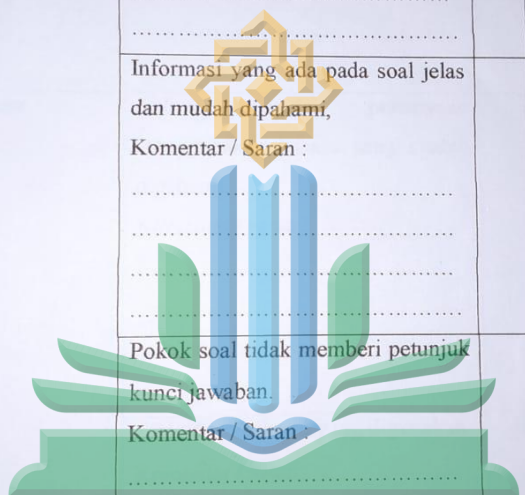 ........................................
Informasi yang ada pada soal jelas
dan mudah dipahami,
Komentar / Saran :
........................................
........................................
........................................
........................................
Pokok soal tidak memberi petunjuk
kunci jawaban.
Komentar / Saran :
........................................